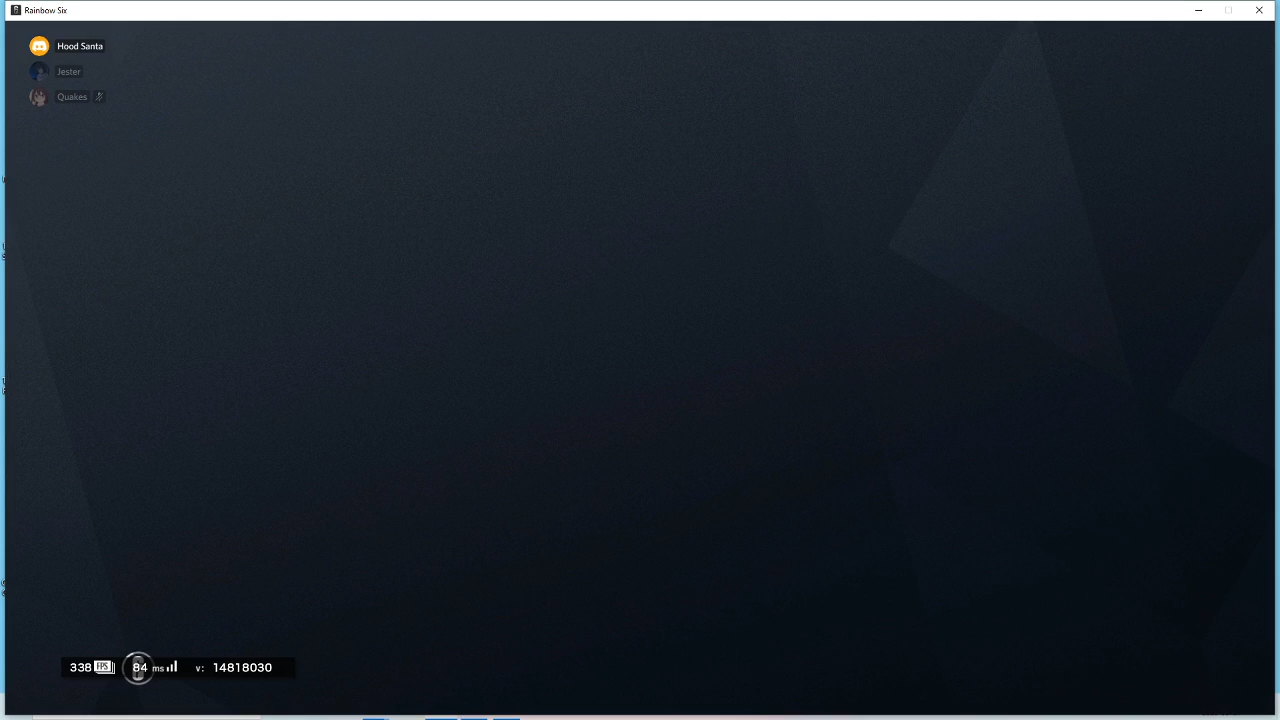 Rainbow Six
Hood Santa
Jester
Quakes
338 FPS 84 ms v: 14818030